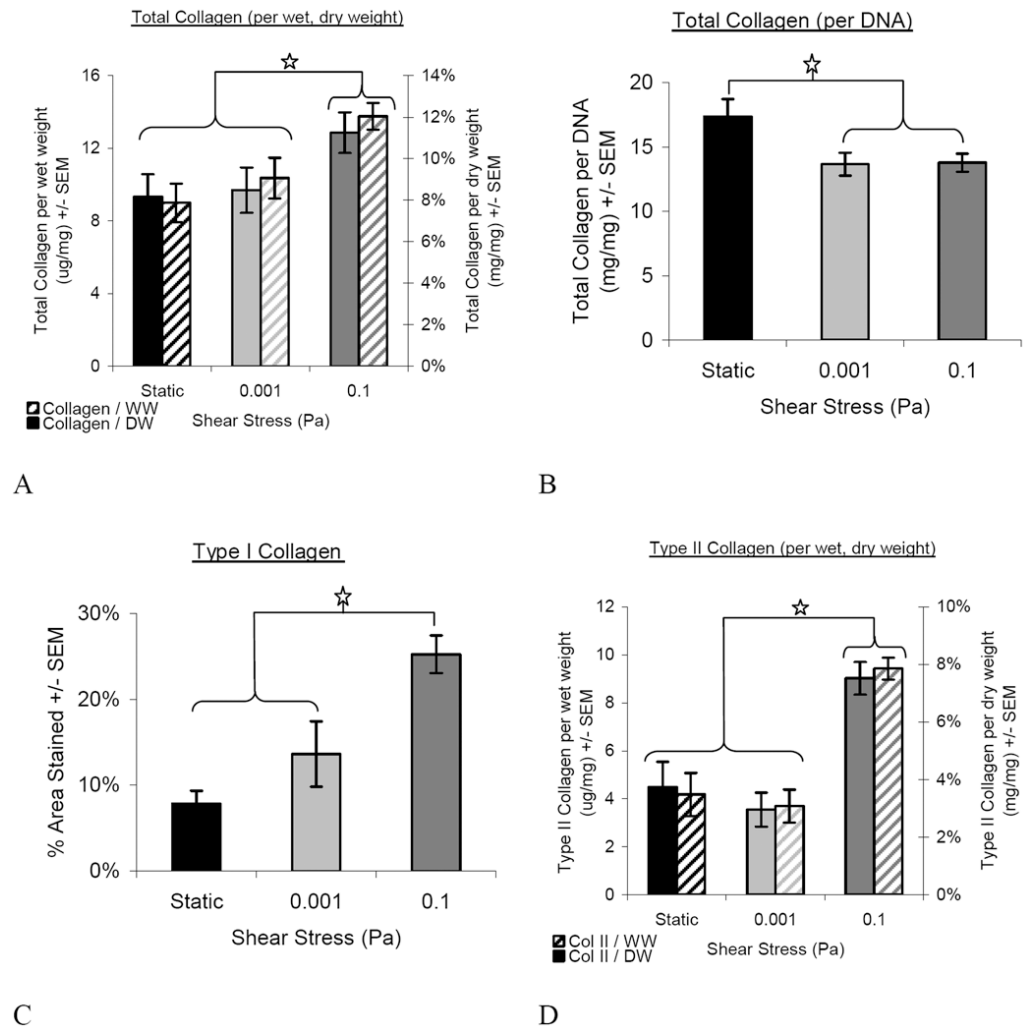 Total Collagen (per wet, dry weight)
Total Collagen per wet weight
(ug/mg) +/- SEM
16
12
8
4
0
14%
12%
10%
8%
6%
4%
2%
0%
Total Collagen per dry weight
(mg/mg) +/- SEM
Static
0.001
0.1
Shear Stress (Pa)
Collagen / WW
Collagen / DW
A
Total Collagen (per DNA)
Total Collagen per DNA
(mg/mg) +/- SEM
20
15
10
5
0
Static
0.001
0.1
Shear Stress (Pa)
B
Type I Collagen
% Area Stained +/- SEM
30%
20%
10%
0%
Static
0.001
0.1
Shear Stress (Pa)
C
Type II Collagen (per wet, dry weight)
Type II Collagen per wet weight
(ug/mg) +/- SEM
12
10
8
6
4
2
0
10%
8%
6%
4%
2%
0%
Type II Collagen per dry weight
(mg/mg) +/- SEM
Static
0.001
0.1
Shear Stress (Pa)
Col II / WW
Col II / DW
D